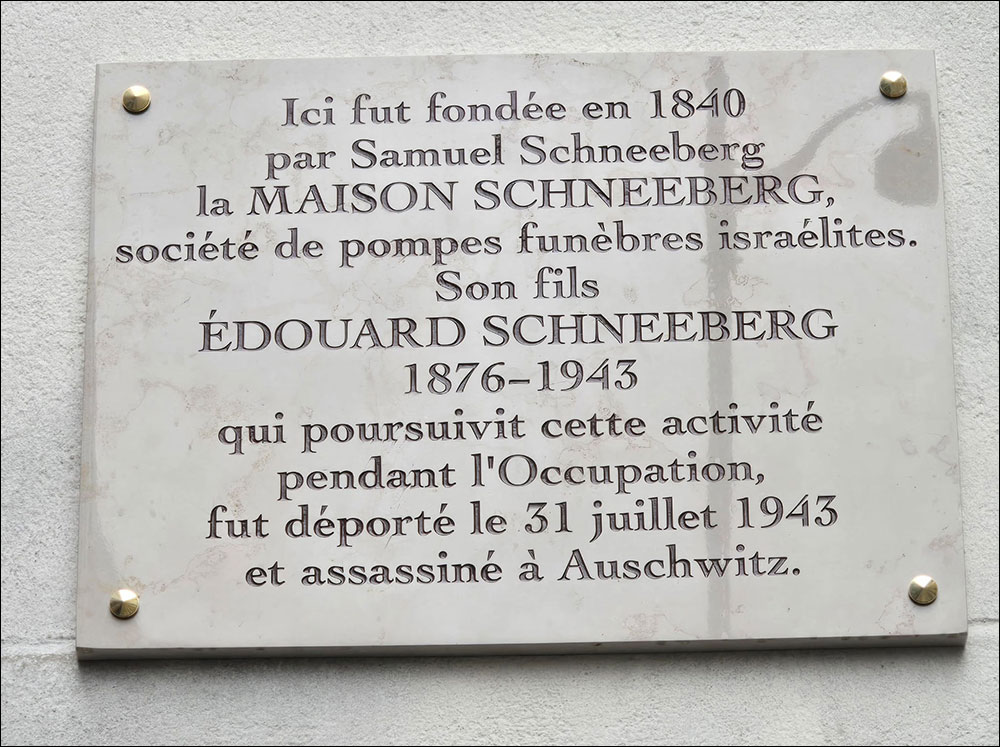 Ici fut fondée en 1840
par Samuel Schneeberg
la MAISON SCHNEEBERG,
société de pompes funèbres israélites.
Son fils
ÉDOUARD SCHNEEBERG
1876–1943
qui poursuivit cette activité
pendant l'Occupation,
fut déporté le 31 juillet 1943
et assassiné à Auschwitz.